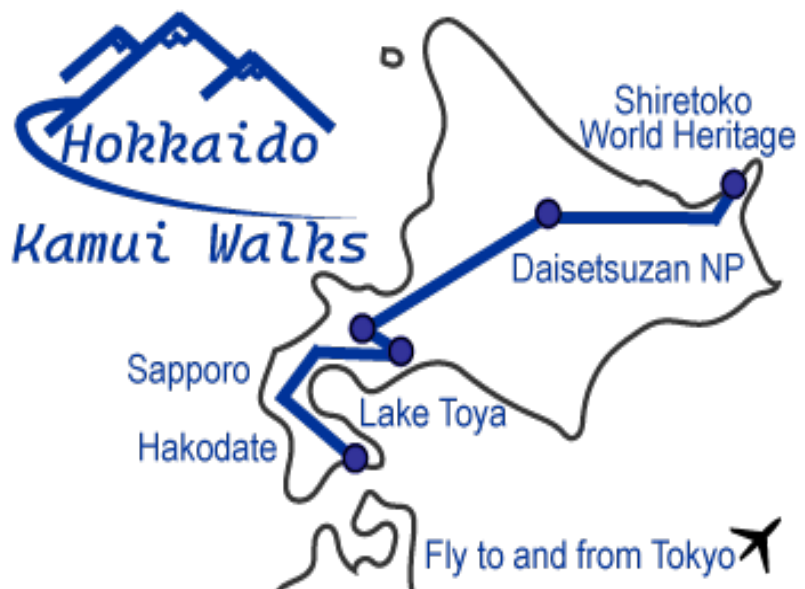 Hokkaido
Kamui Walks
Shiretoko
World Heritage
Daisetsuzan NP
Sapporo
Lake Toya
Hakodate
Fly to and from Tokyo